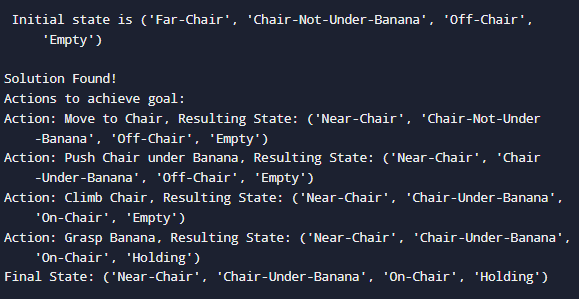 Initial state is ('Far-Chair', 'Chair-Not-Under-Banana', 'Off-Chair',
'Empty')
Solution Found!
Actions to achieve goal:
Action: Move to Chair, Resulting State: ('Near-Chair', 'Chair-Not-Under
-Banana', 'Off-Chair', 'Empty')
Action: Push Chair under Banana, Resulting State: ('Near-Chair', 'Chair
-Under-Banana', 'Off-Chair', 'Empty')
Action: Climb Chair, Resulting State: ('Near-Chair', 'Chair-Under-Banana',
'On-Chair', 'Empty')
Action: Grasp Banana, Resulting State: ('Near-Chair', 'Chair-Under-Banana',
'On-Chair', 'Holding')
Final State: ('Near-Chair', 'Chair-Under-Banana', 'On-Chair', 'Holding')